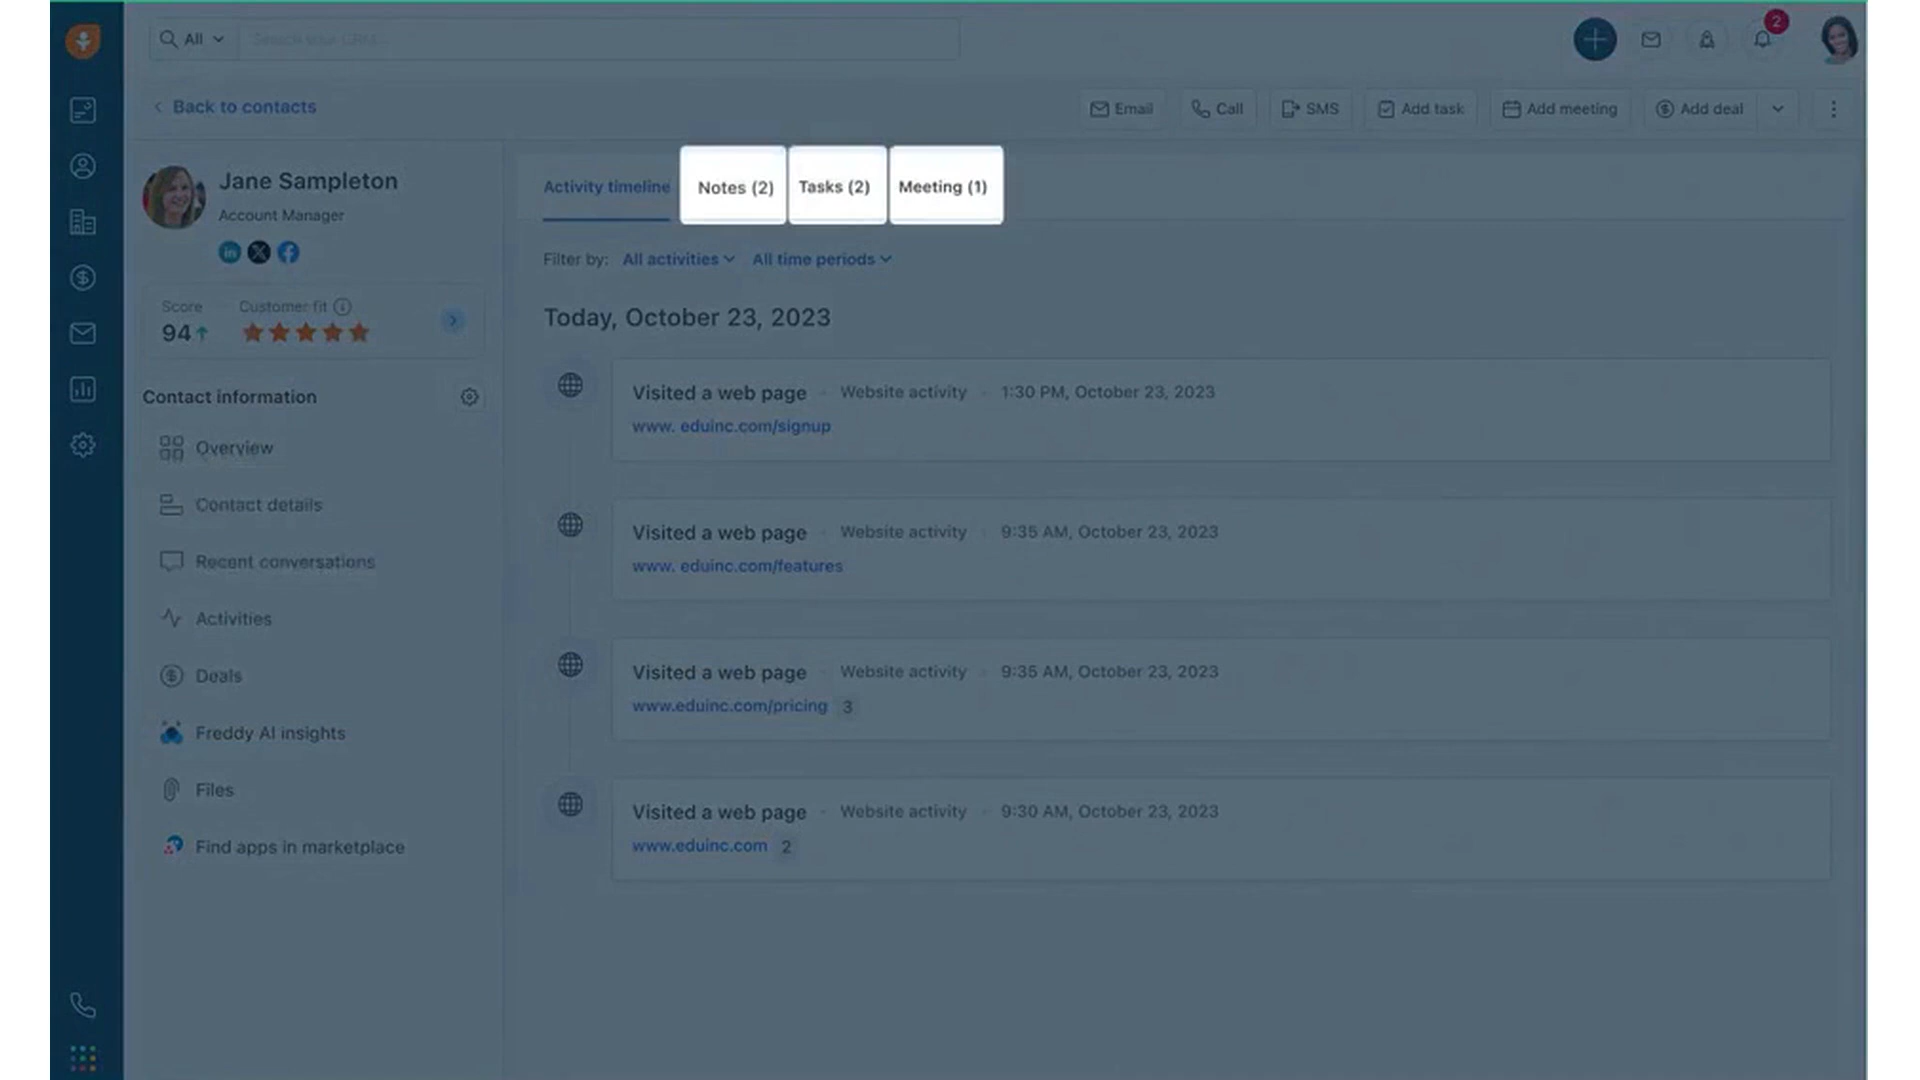 All
Search your CRM...
2
Back to contacts
Email
Call
SMS
Add task
Add meeting
Add deal
Jane Sampleton
Account Manager
in
Score
94
Customer fit
Contact information
Overview
Contact details
Recent conversations
Activities
Deals
Freddy AI insights
Files
Find apps in marketplace
Activity timeline
Notes (2)
Tasks (2)
Meeting (1)
Filter by: All activities All time periods
Today, October 23, 2023
Visited a web page - Website activity - 1:30 PM, October 23, 2023
www. eduinc.com/signup
Visited a web page - Website activity - 9:35 AM, October 23, 2023
www. eduinc.com/features
Visited a web page - Website activity - 9:35 AM, October 23, 2023
www.eduinc.com/pricing 3
Visited a web page - Website activity - 9:30 AM, October 23, 2023
www.eduinc.com 2